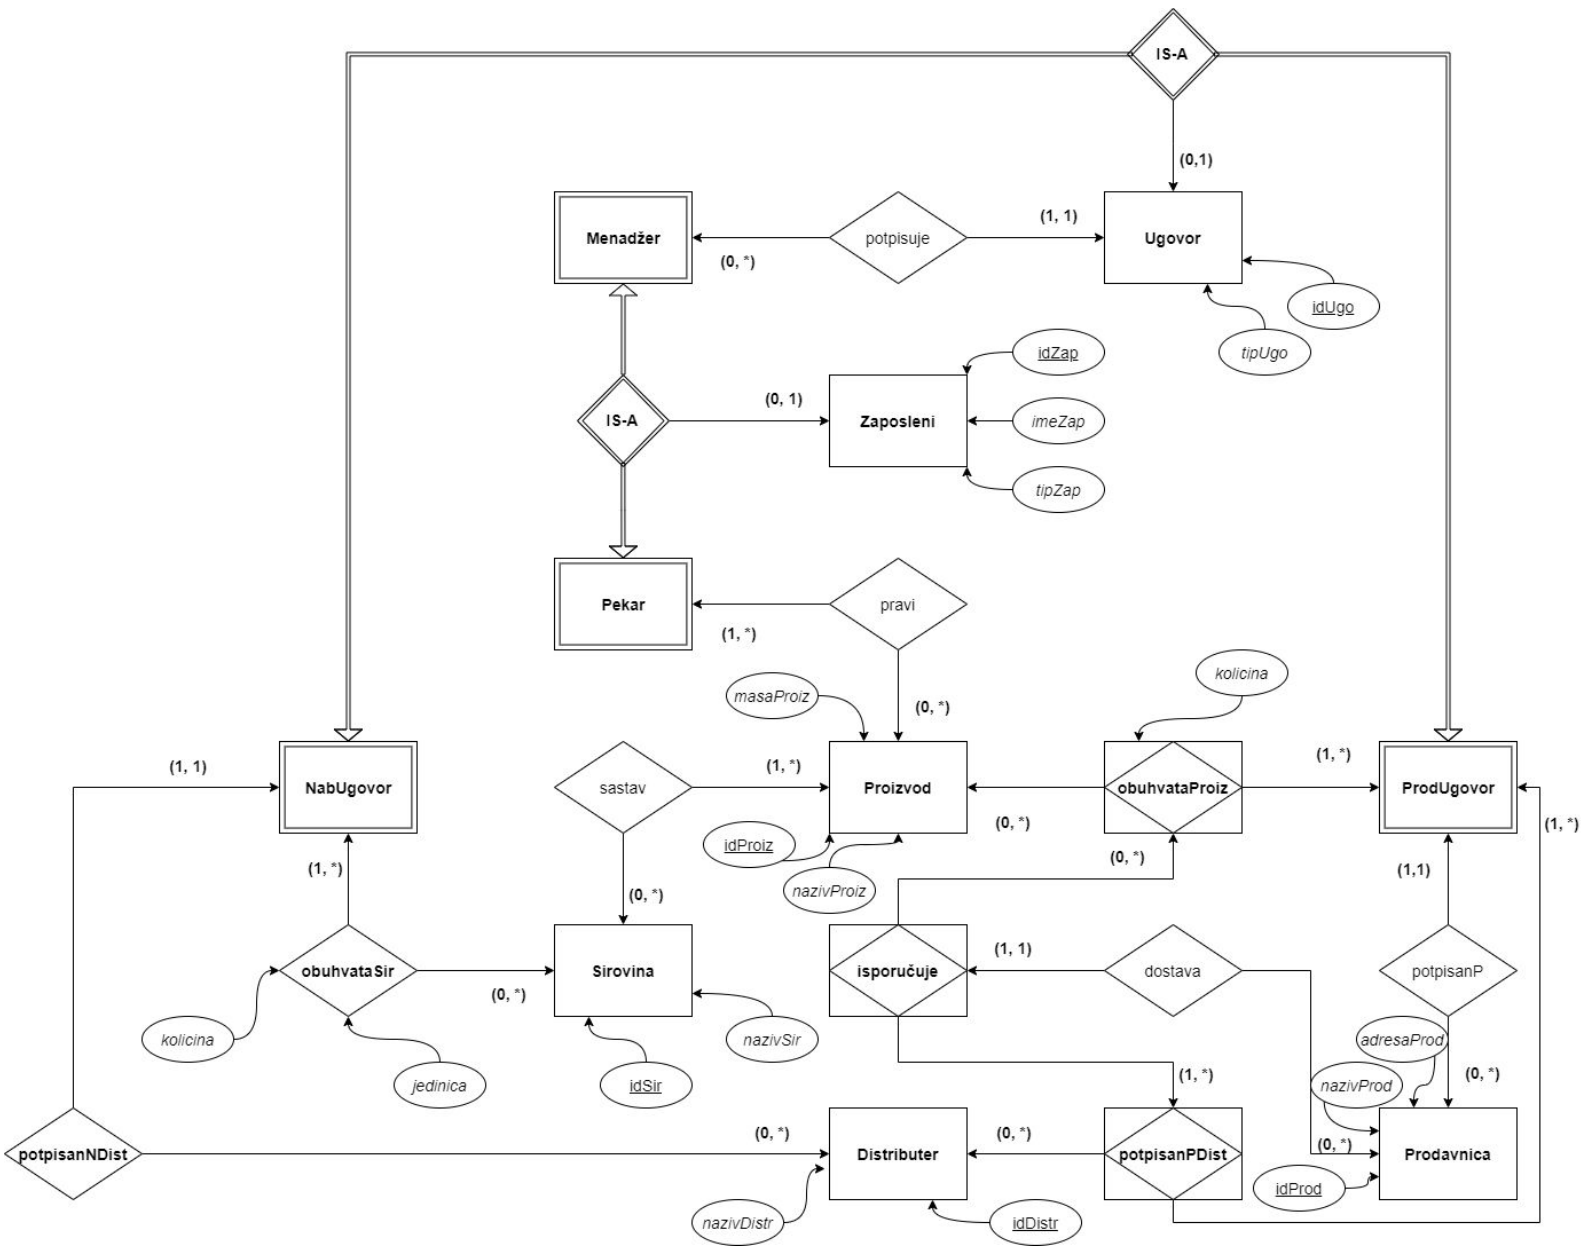 IS-A
(0,1)
Menadžer
potpisuje
(1, 1)
Ugovor
(0, *)
idUgo
tipUgo
idZap
IS-A
(0, 1)
Zaposleni
imeZap
tipZap
Pekar
pravi
(1, *)
kolicina
masaProiz
(0, *)
(1, 1)
NabUgovor
sastav
(1, *)
Proizvod
obuhvataProiz
(1, *)
ProdUgovor
(0, *)
(1, *)
idProiz
nazivProiz
(0, *)
(1, *)
(1,1)
(0, *)
obuhvataSir
(0, *)
Sirovina
isporučuje
(1, 1)
dostava
potpisanP
kolicina
jedinica
nazivSir
idSir
adresaProd
nazivProd
(1, *)
(0, *)
potpisanNDist
(0, *)
Distributer
(0, *)
potpisanPDist
(0, *)
Prodavnica
idProd
nazivDistr
idDistr